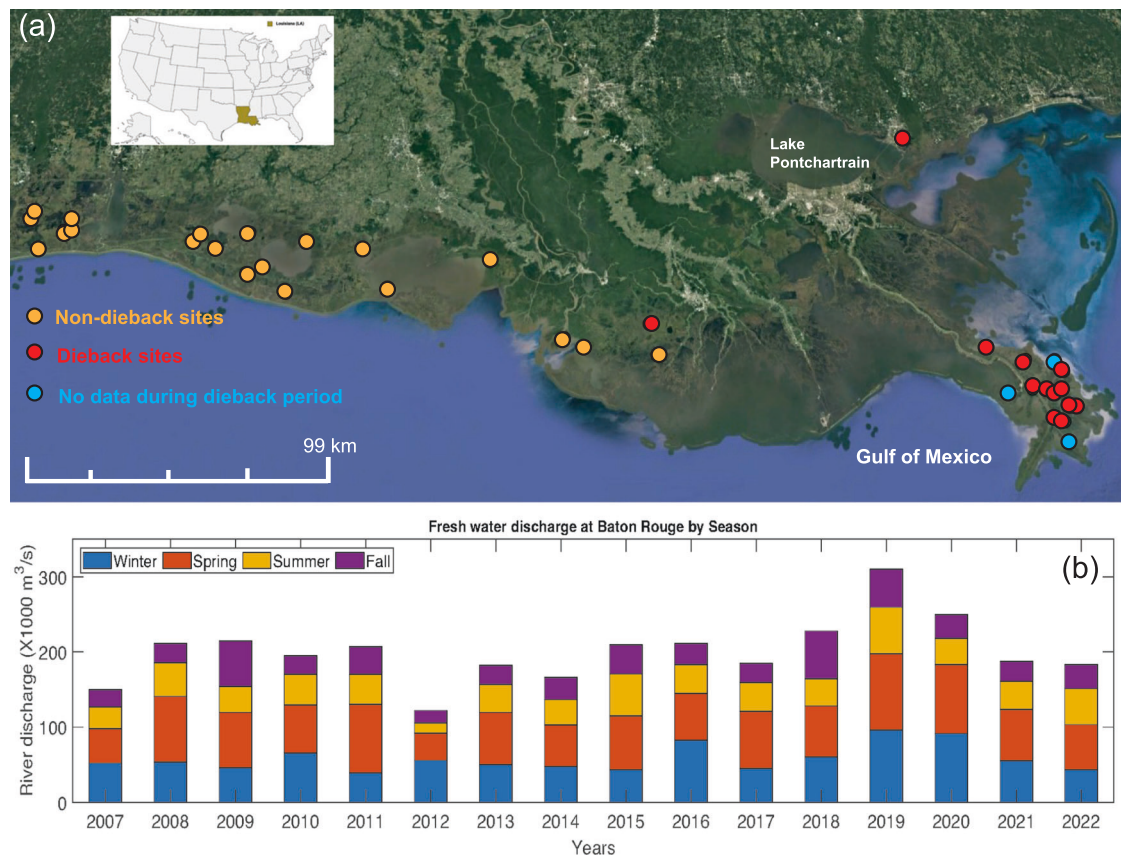 (a)
Louisiana (LA)
Lake
Pontchartrain
Non-dieback sites
Dieback sites
No data during dieback period
99 km
Gulf of Mexico
Fresh water discharge at Baton Rouge by Season
Winter Spring Summer Fall
(b)
300
200
100
0
River discharge (X1000 m³/s)
2007 2008 2009 2010 2011 2012 2013 2014 2015 2016 2017 2018 2019 2020 2021 2022
Years